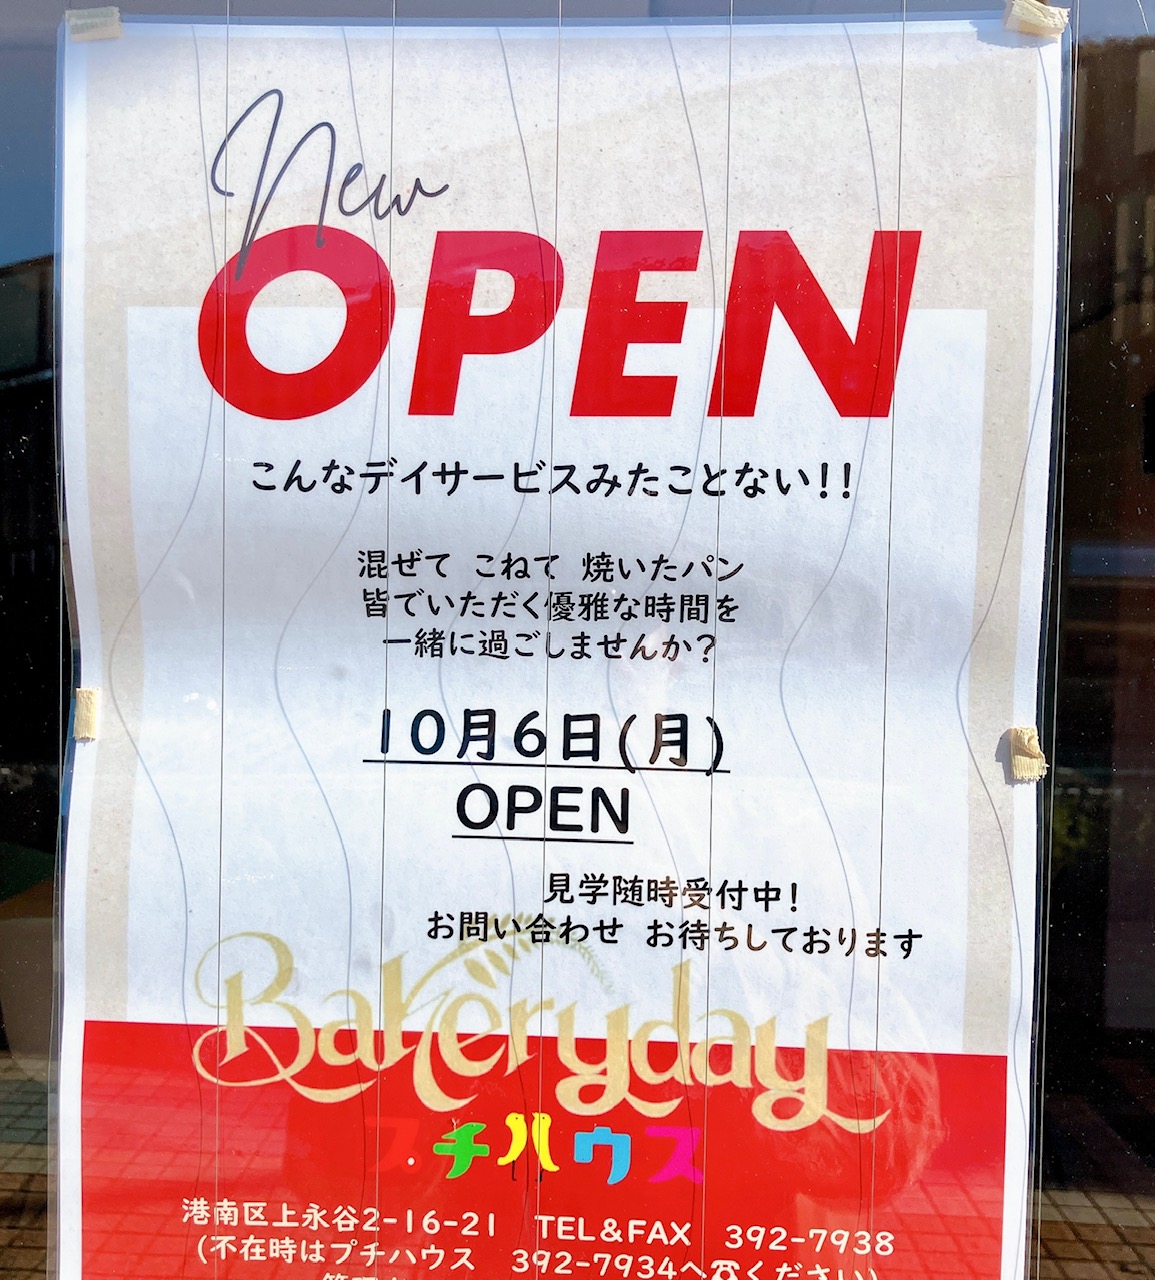 New
OPEN
こんなデイサービスみたことない!!
混ぜて こねて 焼いたパン
皆でいただく優雅な時間を
一緒に過ごしませんか?
10月6日(月)
OPEN
見学随時受付中!
お問い合わせ お待ちしております
Bakeryday
プチハウス
港南区上永谷2-16-21 TEL&FAX 392-7938
(不在時はプチハウス 392-7934へ☎ください)